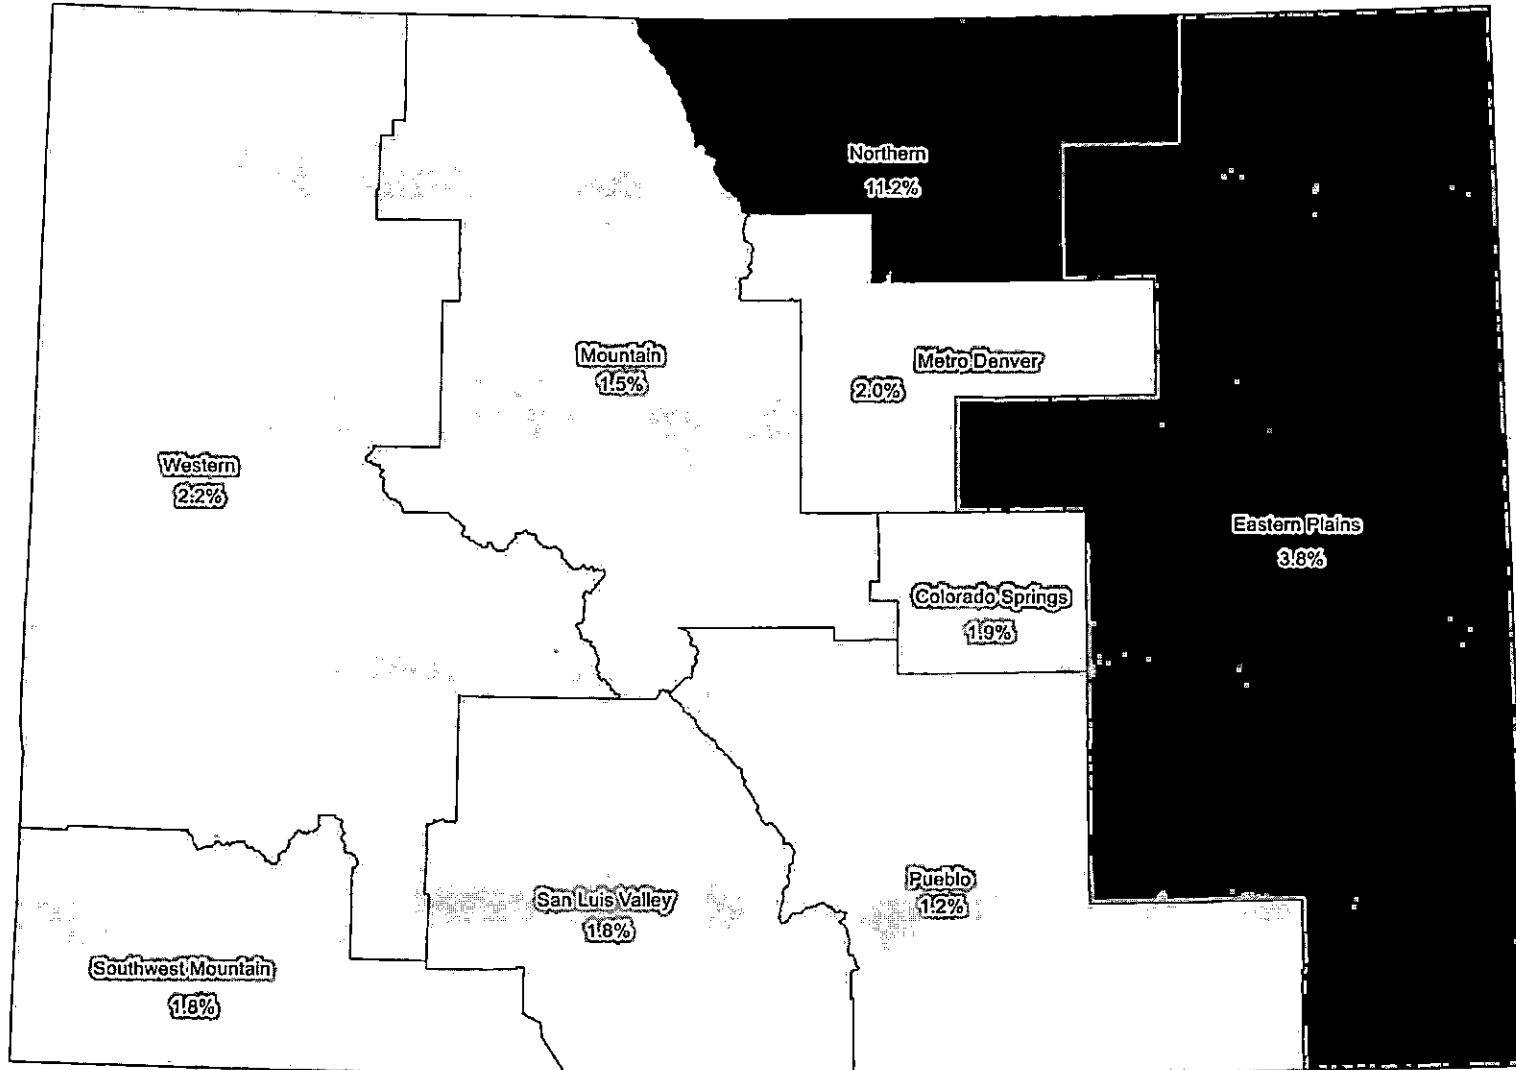 Northern
11.2%
Mountain
1.5%
Metro Denver
2.0%
Western
2.2%
Eastern Plains
3.8%
Colorado Springs
1.9%
Pueblo
1.2%
San Luis Valley
1.8%
Southwest Mountain
1.8%